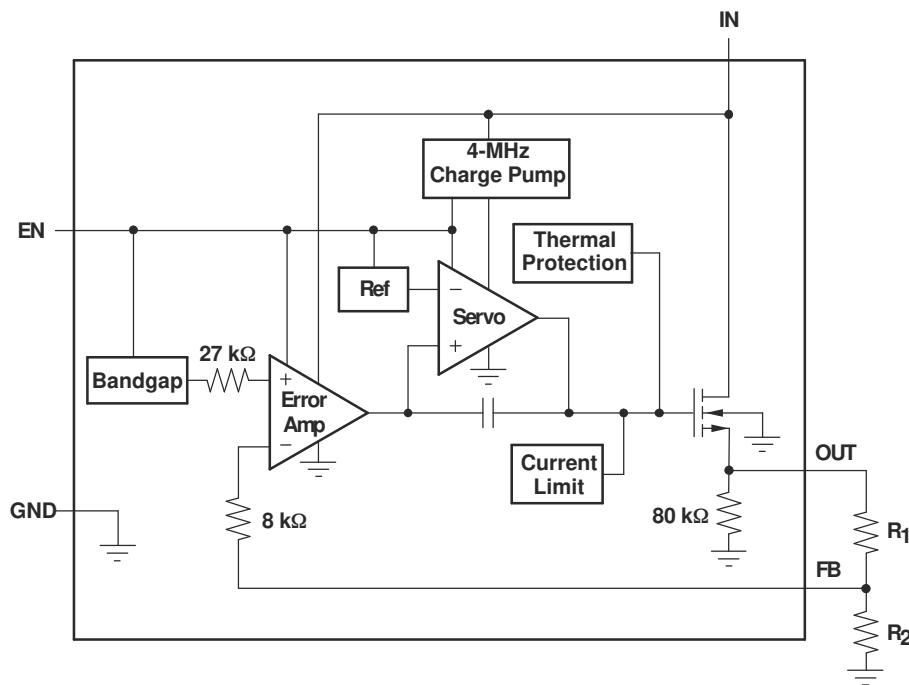 IN
4-MHz
Charge Pump
EN
Thermal
Protection
Ref
−
Servo
+
27 kΩ
Bandgap
+
Error
Amp
−
Current
Limit
OUT
GND
8 kΩ
80 kΩ
R1
FB
R2